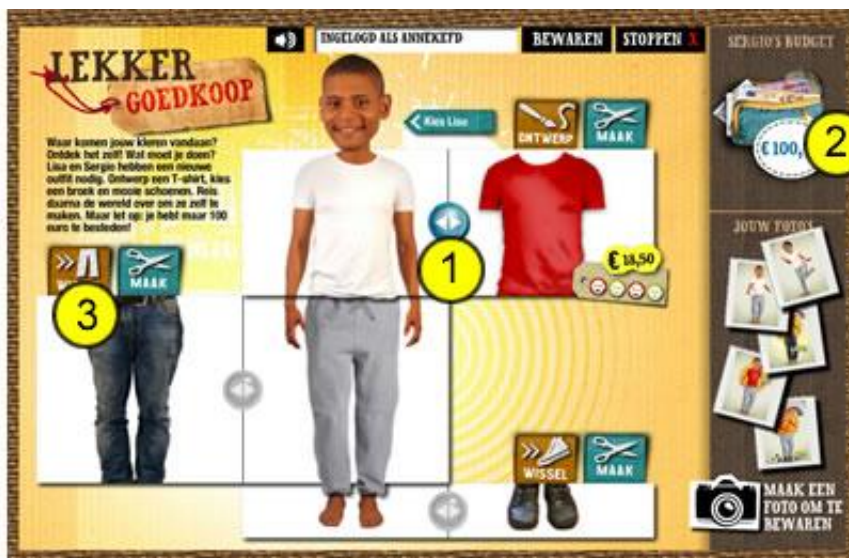 INGELOGD ALS ANNEKEFD
BEWAREN
STOPPEN X
LEKKER
GOEDKOOP
Waar komen jouw kleren vandaan?
Ontdek het zelf! Wat moet je doen?
Lisa en Sergio hebben een nieuwe
outfit nodig. Ontwerp een T-shirt, kies
een broek en mooie schoenen. Reis
daarna de wereld over om ze zelf te
maken. Maar let op: je hebt maar 100
euro te besteden!
Kies Lisa
ONTWERP
MAAK
SERGIO'S BUDGET
€ 100,
2
1
€ 18,50
MAAK
3
JOUW FOTO'S
WISSEL
MAAK
MAAK EEN
FOTO OM TE
BEWAREN